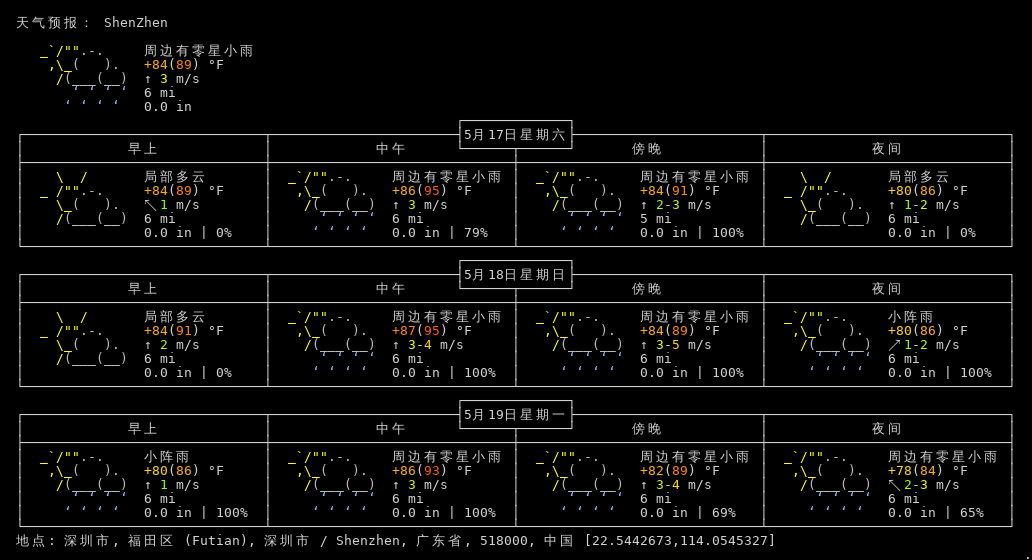 天气预报： ShenZhen
周边有零星小雨
+84(89) °F
↑ 3 m/s
6 mi
0.0 in
5月17日星期六
早上 中午 傍晚 夜间
局部多云 周边有零星小雨 周边有零星小雨 局部多云
+84(89) °F +86(95) °F +84(91) °F +80(86) °F
↖ 1 m/s ↑ 3 m/s ↑ 2-3 m/s ↑ 1-2 m/s
6 mi 6 mi 5 mi 6 mi
0.0 in | 0% 0.0 in | 79% 0.0 in | 100% 0.0 in | 0%
5月18日星期日
早上 中午 傍晚 夜间
局部多云 周边有零星小雨 周边有零星小雨 小阵雨
+84(91) °F +87(95) °F +84(89) °F +80(86) °F
↑ 2 m/s ↑ 3-4 m/s ↑ 3-5 m/s ↗ 1-2 m/s
6 mi 6 mi 6 mi 6 mi
0.0 in | 0% 0.0 in | 100% 0.0 in | 100% 0.0 in | 100%
5月19日星期一
早上 中午 傍晚 夜间
小阵雨 周边有零星小雨 周边有零星小雨 周边有零星小雨
+80(86) °F +86(93) °F +82(89) °F +78(84) °F
↑ 1 m/s ↑ 3 m/s ↑ 3-4 m/s ↖ 2-3 m/s
6 mi 6 mi 6 mi 6 mi
0.0 in | 100% 0.0 in | 100% 0.0 in | 69% 0.0 in | 65%
地点: 深圳市, 福田区 (Futian), 深圳市 / Shenzhen, 广东省, 518000, 中国 [22.5442673,114.0545327]